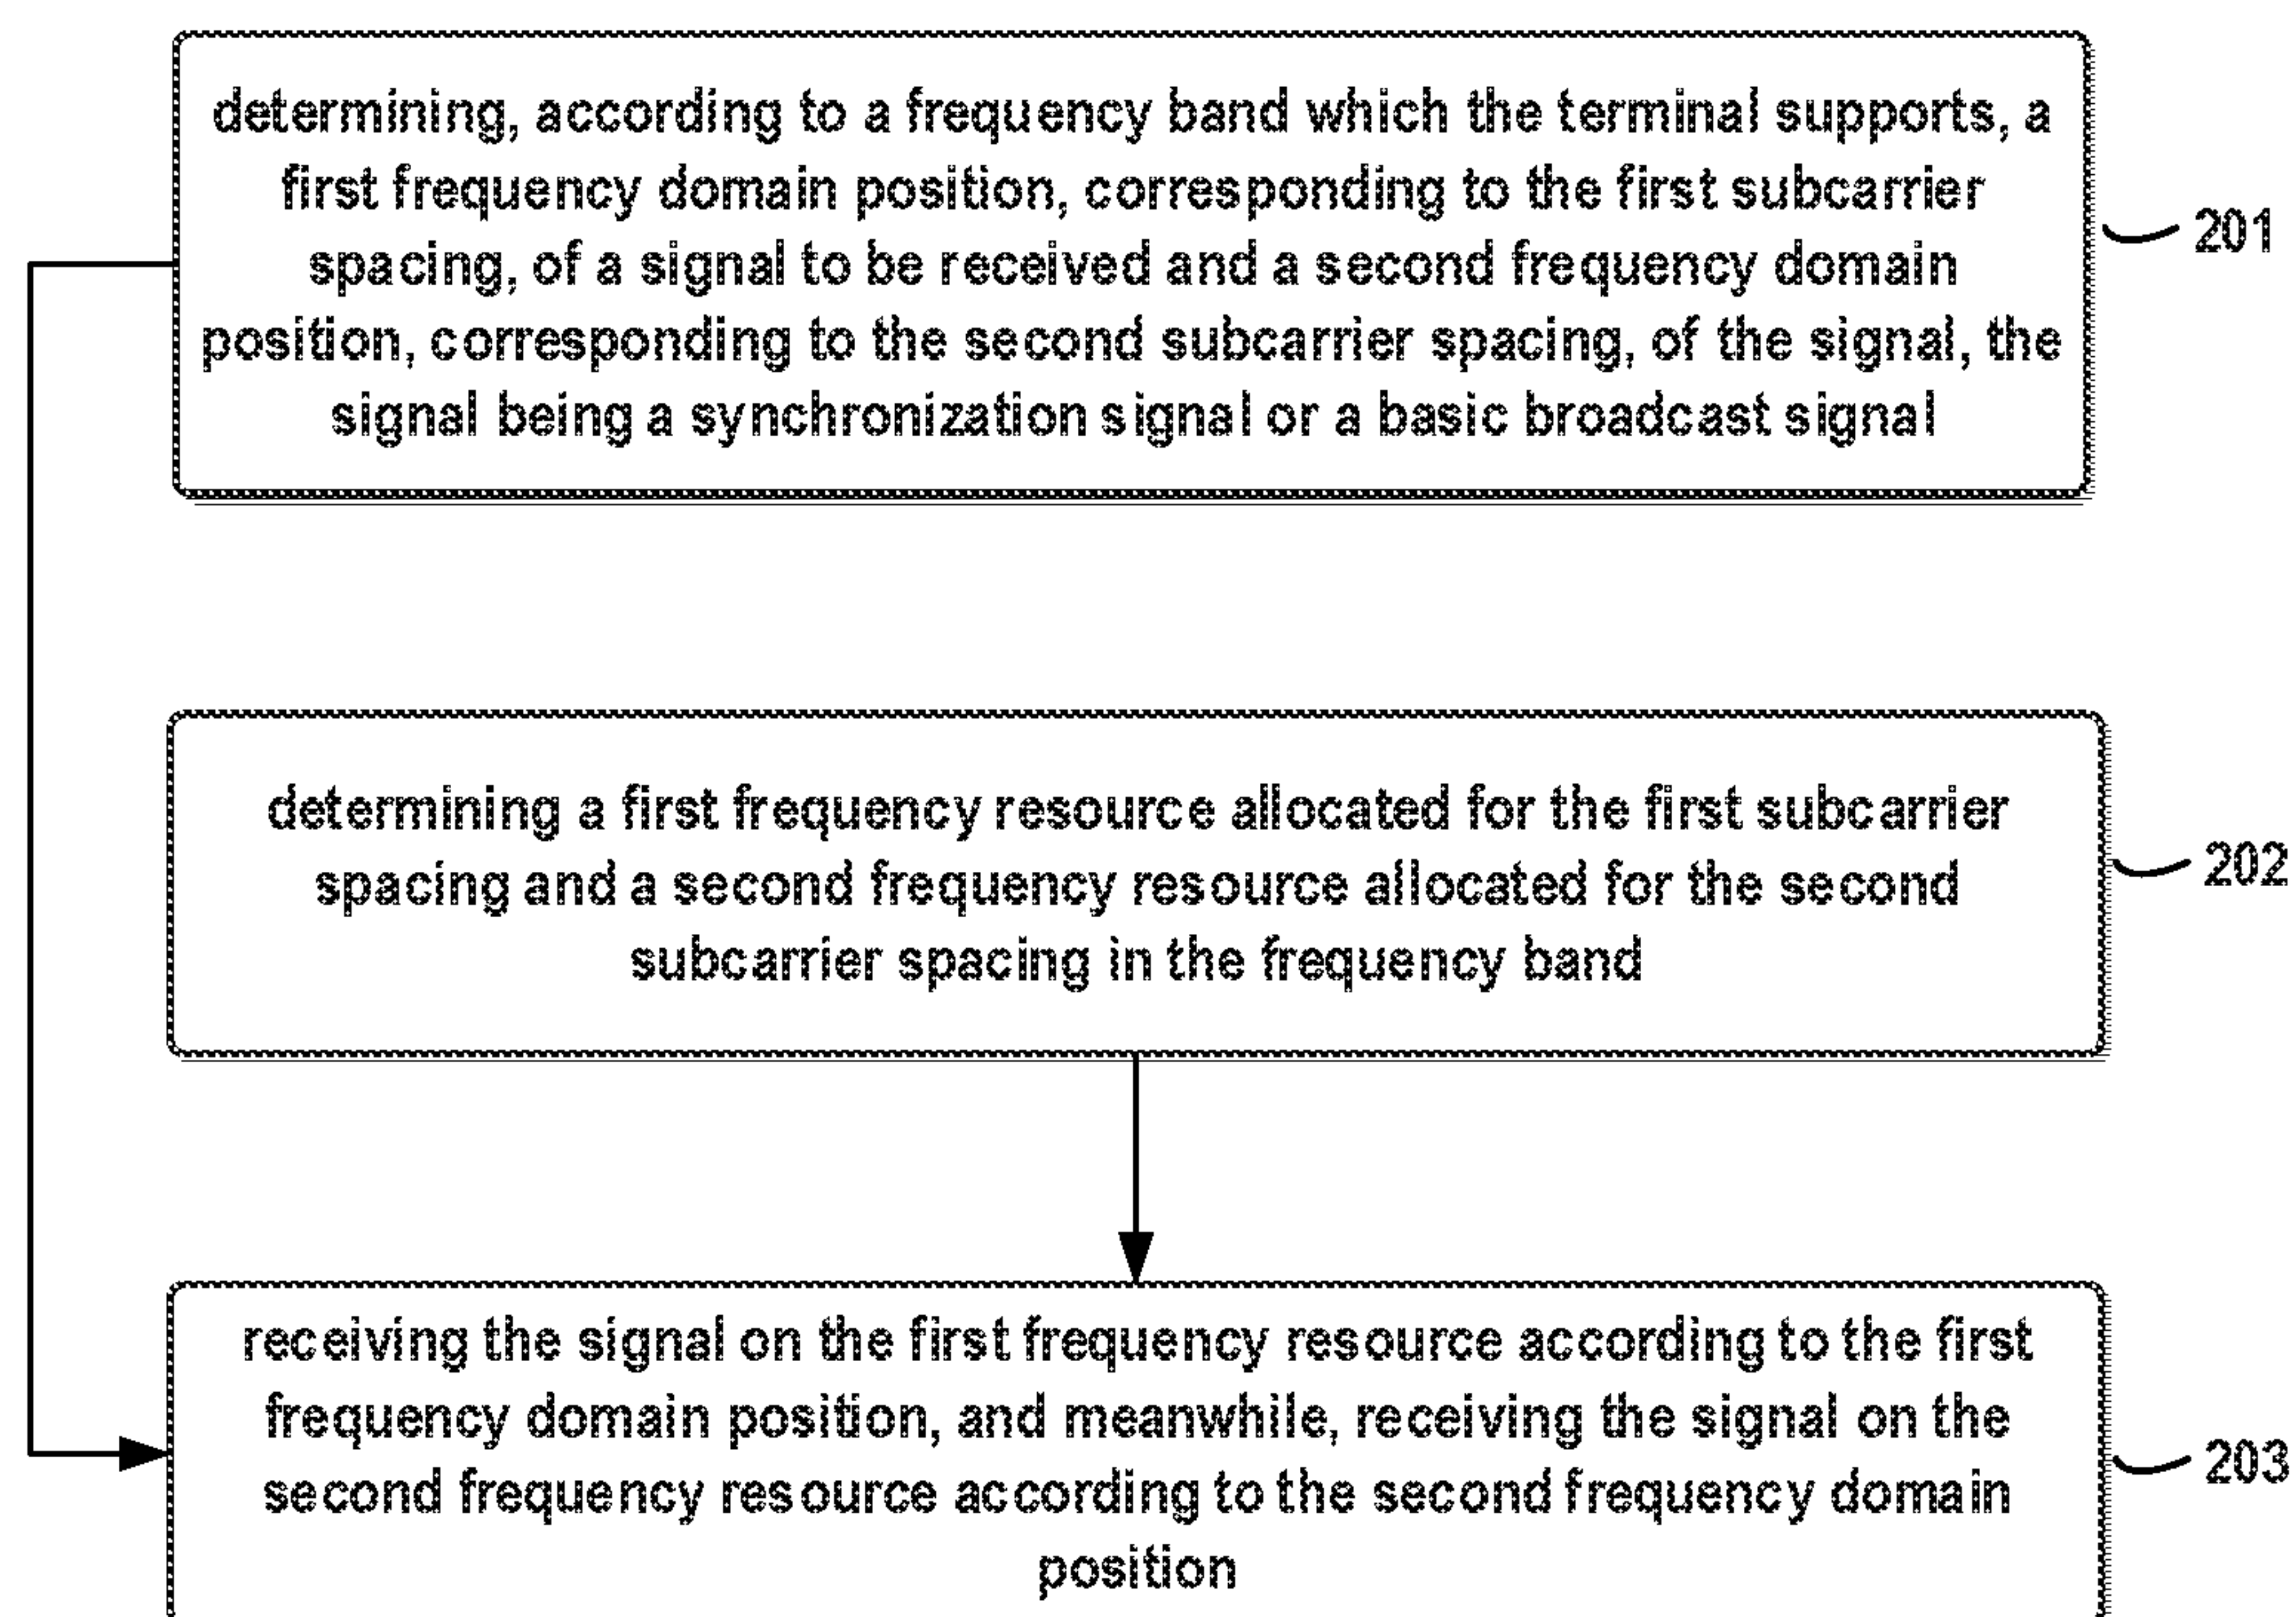 determining, according to a frequency band which the terminal supports, a
first frequency domain position, corresponding to the first subcarrier
spacing, of a signal to be received and a second frequency domain
position, corresponding to the second subcarrier spacing, of the signal, the
signal being a synchronization signal or a basic broadcast signal
201
determining a first frequency resource allocated for the first subcarrier
spacing and a second frequency resource allocated for the second
subcarrier spacing in the frequency band
202
receiving the signal on the first frequency resource according to the first
frequency domain position, and meanwhile, receiving the signal on the
second frequency resource according to the second frequency domain
position
203